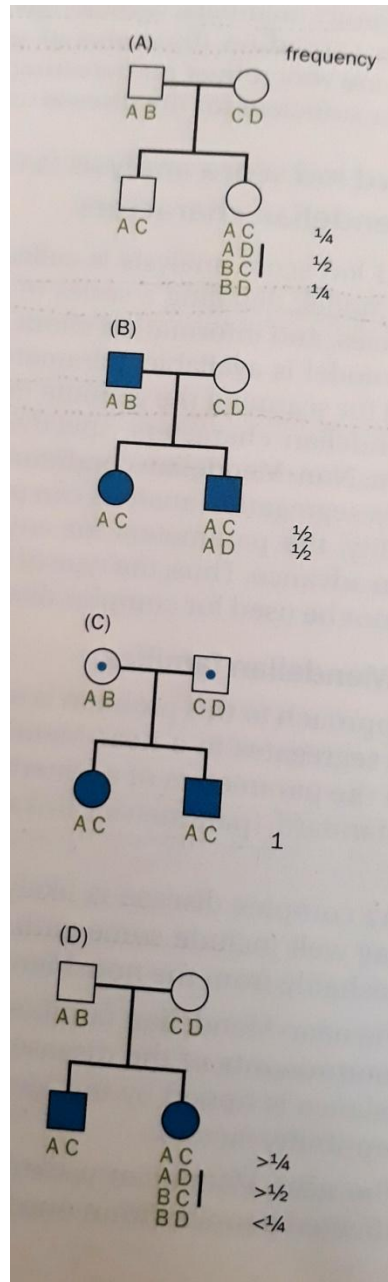 (A)
frequency
A B C D
A C A C ¼
A D
B C ½
B D ¼
(B)
A B C D
A C A C ½
A D ½
(C)
A B C D
A C A C 1
(D)
A B C D
A C A C >¼
A D
B C >½
B D <¼